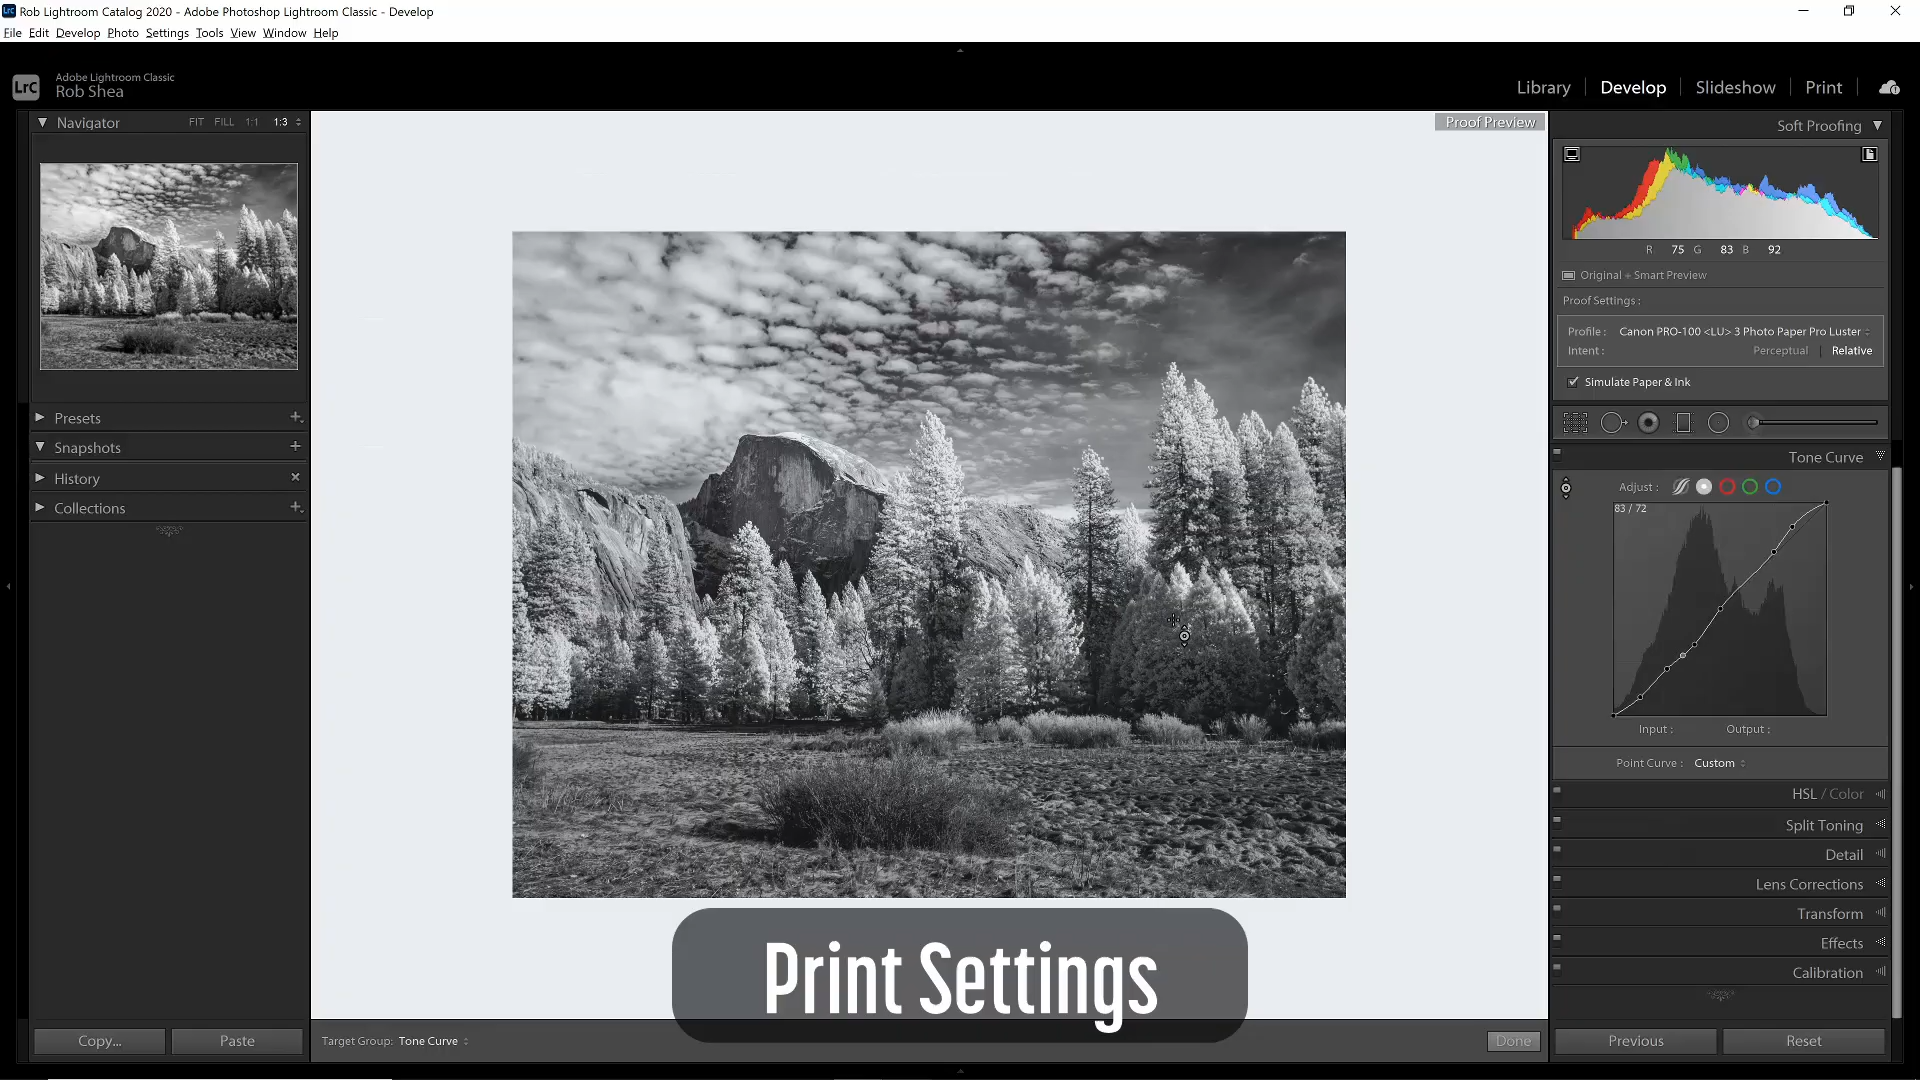 Rob Lightroom Catalog 2020 - Adobe Photoshop Lightroom Classic - Develop
File Edit Develop Photo Settings Tools View Window Help
LrC
Adobe Lightroom Classic
Rob Shea
Library Develop Slideshow Print
Navigator FIT FILL 1:1 1:3
Presets
Snapshots
History
Collections
Copy... Paste
Proof Preview
Print Settings
Target Group: Tone Curve
Done
Soft Proofing
R 75 G 83 B 92
Original + Smart Preview
Proof Settings :
Profile : Canon PRO-100 <LU> 3 Photo Paper Pro Luster
Intent : Perceptual Relative
Simulate Paper & Ink
Tone Curve
Adjust :
83 / 72
Input : Output :
Point Curve : Custom
HSL / Color
Split Toning
Detail
Lens Corrections
Transform
Effects
Calibration
Previous Reset